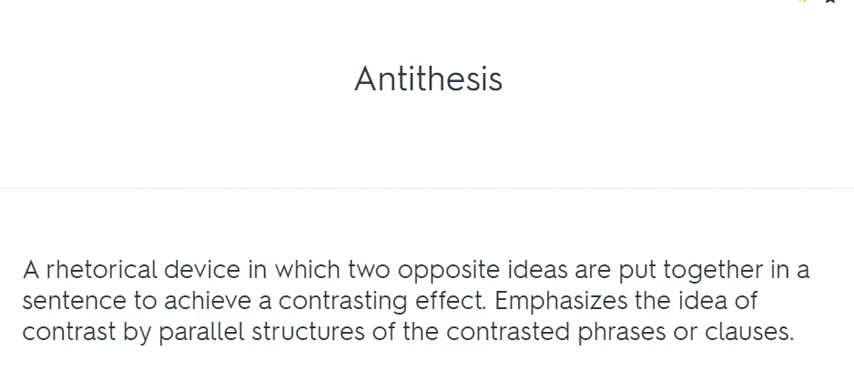 Antithesis
A rhetorical device in which two opposite ideas are put together in a
sentence to achieve a contrasting effect. Emphasizes the idea of
contrast by parallel structures of the contrasted phrases or clauses.